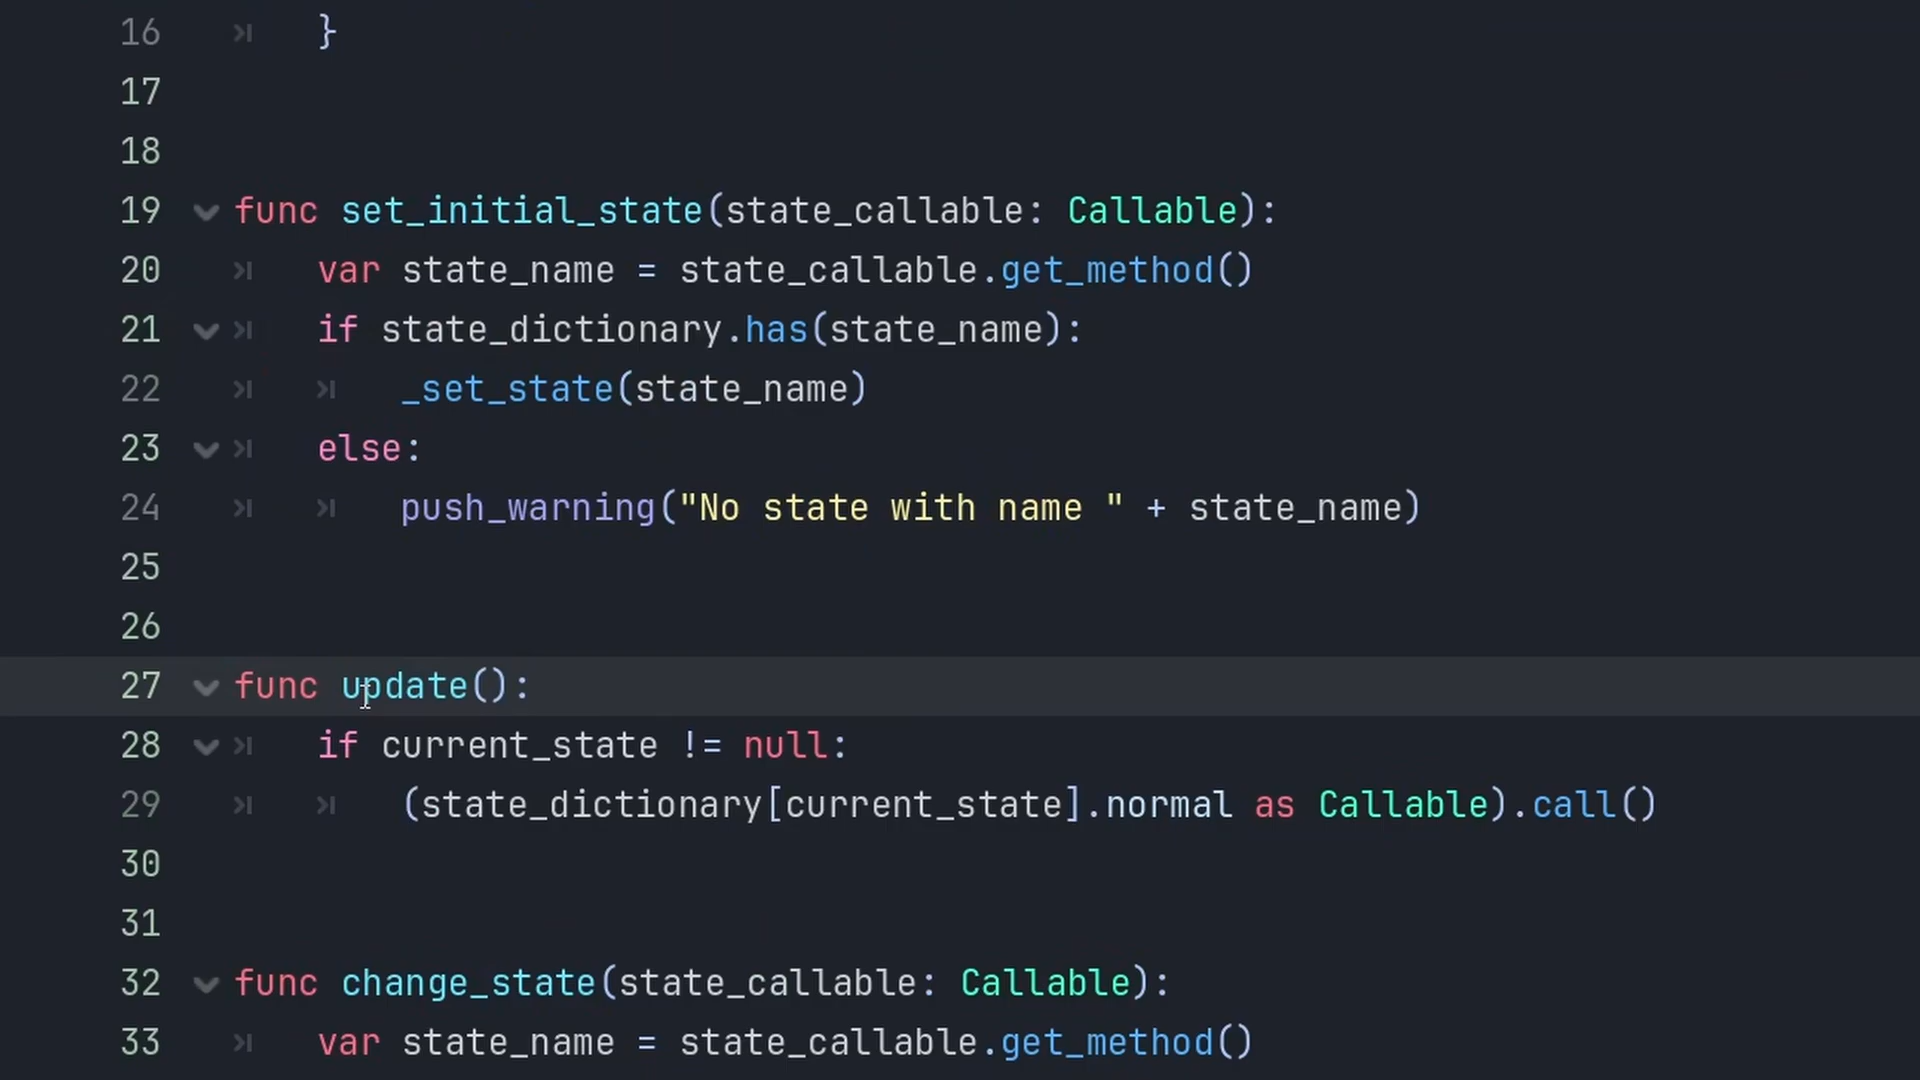 16 }
17
18
19 func set_initial_state(state_callable: Callable):
20 var state_name = state_callable.get_method()
21 if state_dictionary.has(state_name):
22 _set_state(state_name)
23 else:
24 push_warning("No state with name " + state_name)
25
26
27 func update():
28 if current_state != null:
29 (state_dictionary[current_state].normal as Callable).call()
30
31
32 func change_state(state_callable: Callable):
33 var state_name = state_callable.get_method()